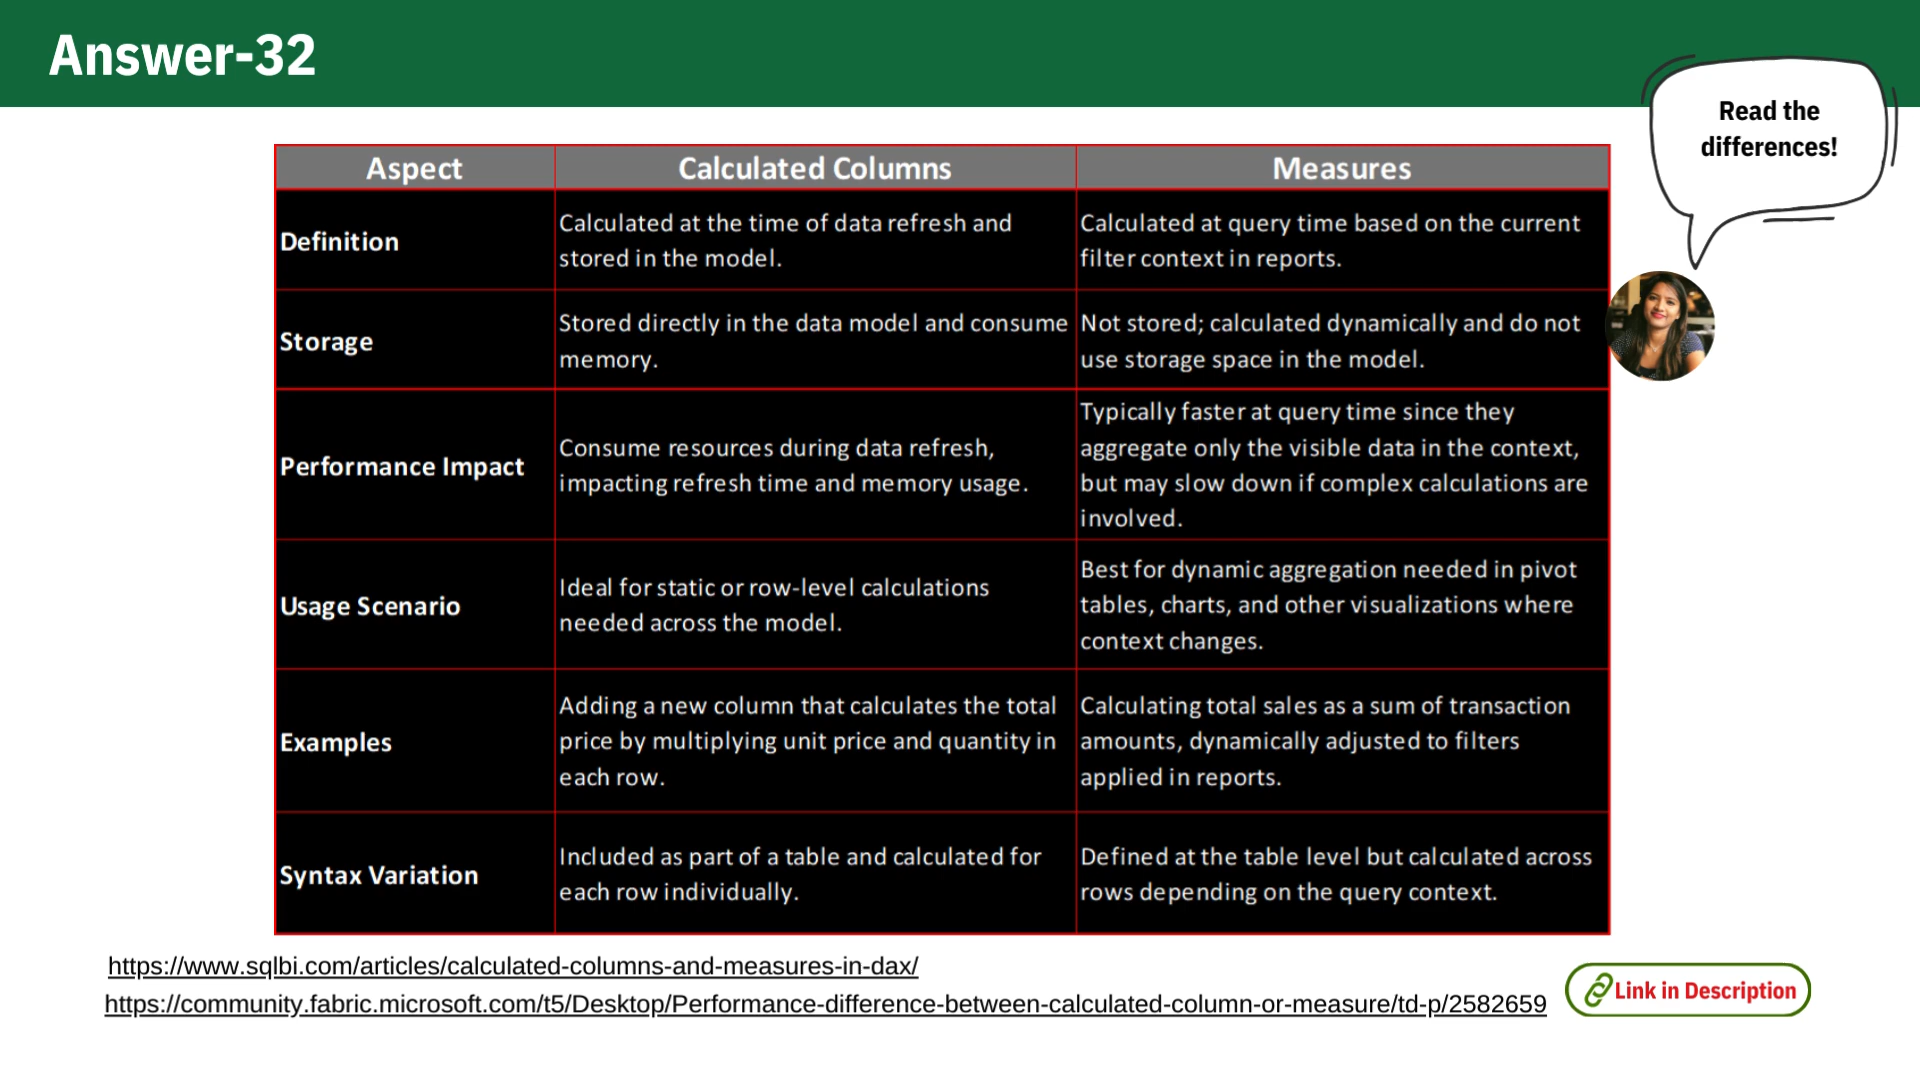 Answer-32
Read the
differences!
Aspect
Calculated Columns
Measures
Definition
Calculated at the time of data refresh and
stored in the model.
Calculated at query time based on the current
filter context in reports.
Storage
Stored directly in the data model and consume
memory.
Not stored; calculated dynamically and do not
use storage space in the model.
Performance Impact
Consume resources during data refresh,
impacting refresh time and memory usage.
Typically faster at query time since they
aggregate only the visible data in the context,
but may slow down if complex calculations are
involved.
Usage Scenario
Ideal for static or row-level calculations
needed across the model.
Best for dynamic aggregation needed in pivot
tables, charts, and other visualizations where
context changes.
Examples
Adding a new column that calculates the total
price by multiplying unit price and quantity in
each row.
Calculating total sales as a sum of transaction
amounts, dynamically adjusted to filters
applied in reports.
Syntax Variation
Included as part of a table and calculated for
each row individually.
Defined at the table level but calculated across
rows depending on the query context.
https://www.sqlbi.com/articles/calculated-columns-and-measures-in-dax/
https://community.fabric.microsoft.com/t5/Desktop/Performance-difference-between-calculated-column-or-measure/td-p/2582659
Link in Description